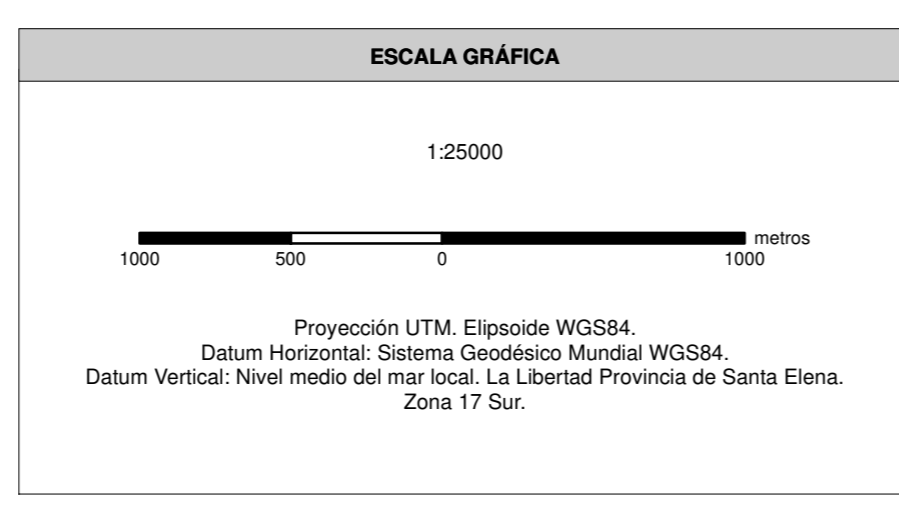 ESCALA GRÁFICA
1:25000
metros
1000 500 0 1000
Proyección UTM. Elipsoide WGS84.
Datum Horizontal: Sistema Geodésico Mundial WGS84.
Datum Vertical: Nivel medio del mar local. La Libertad Provincia de Santa Elena.
Zona 17 Sur.